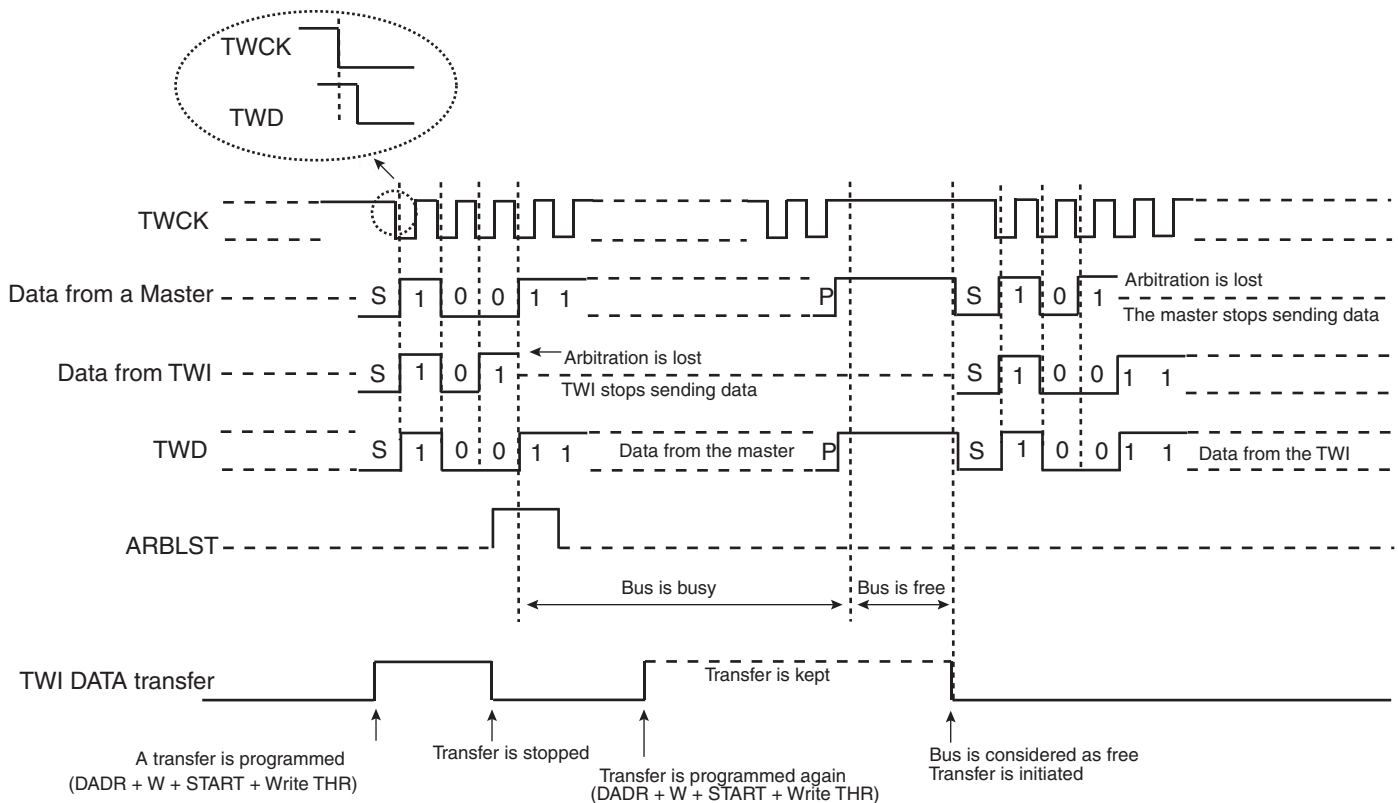 TWCK
TWD
TWCK
Data from a Master
S 1 0 0 1 1
P
S 1 0 1
Arbitration is lost
The master stops sending data
Data from TWI
S 1 0 1
Arbitration is lost
TWI stops sending data
S 1 0 0 1 1
TWD
S 1 0 0 1 1
Data from the master
P
S 1 0 0 1 1
Data from the TWI
ARBLST
Bus is busy
Bus is free
TWI DATA transfer
Transfer is kept
A transfer is programmed
(DADR + W + START + Write THR)
Transfer is stopped
Transfer is programmed again
(DADR + W + START + Write THR)
Bus is considered as free
Transfer is initiated